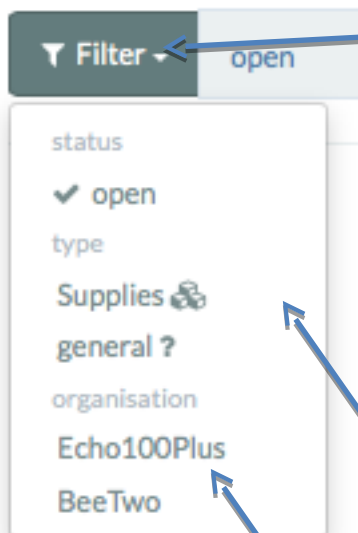 Filter open
status
open
type
Supplies
general ?
organisation
Echo100Plus
BeeTwo